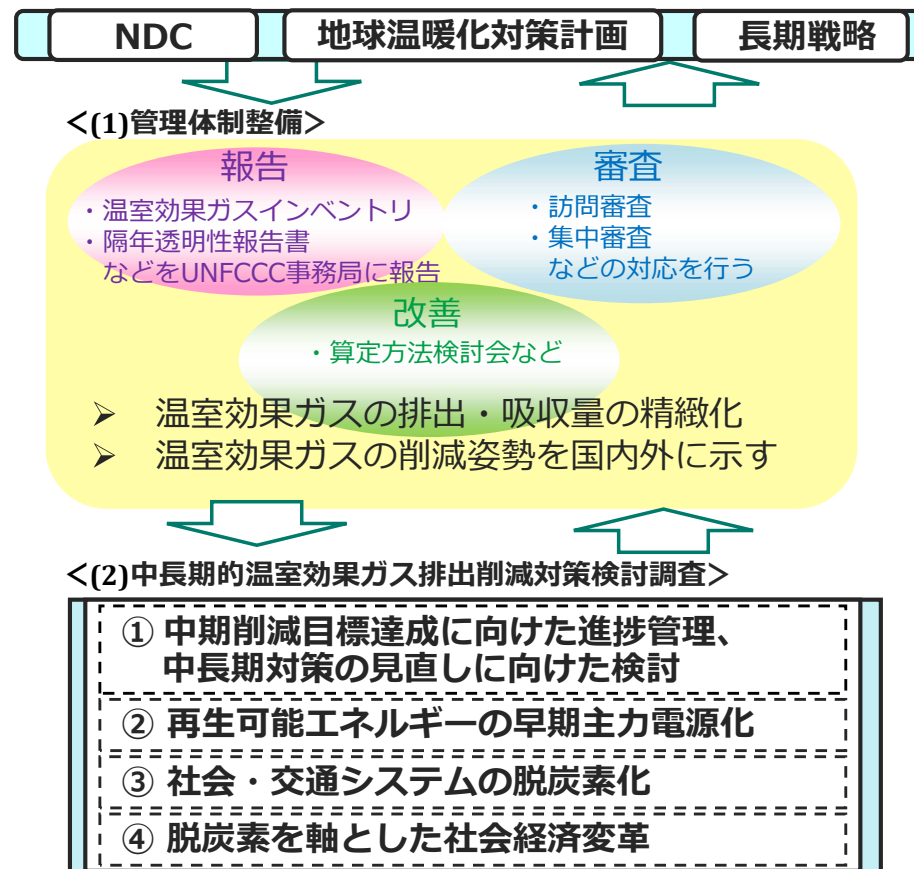 NDC
地球温暖化対策計画
長期戦略
<(1)管理体制整備>
報告
・温室効果ガスインベントリ
・隔年透明性報告書
などをUNFCCC事務局に報告
審査
・訪問審査
・集中審査
などの対応を行う
改善
・算定方法検討会など
➢ 温室効果ガスの排出・吸収量の精緻化
➢ 温室効果ガスの削減姿勢を国内外に示す
<(2)中長期的温室効果ガス排出削減対策検討調査>
① 中期削減目標達成に向けた進捗管理、
中長期対策の見直しに向けた検討
② 再生可能エネルギーの早期主力電源化
③ 社会・交通システムの脱炭素化
④ 脱炭素を軸とした社会経済変革